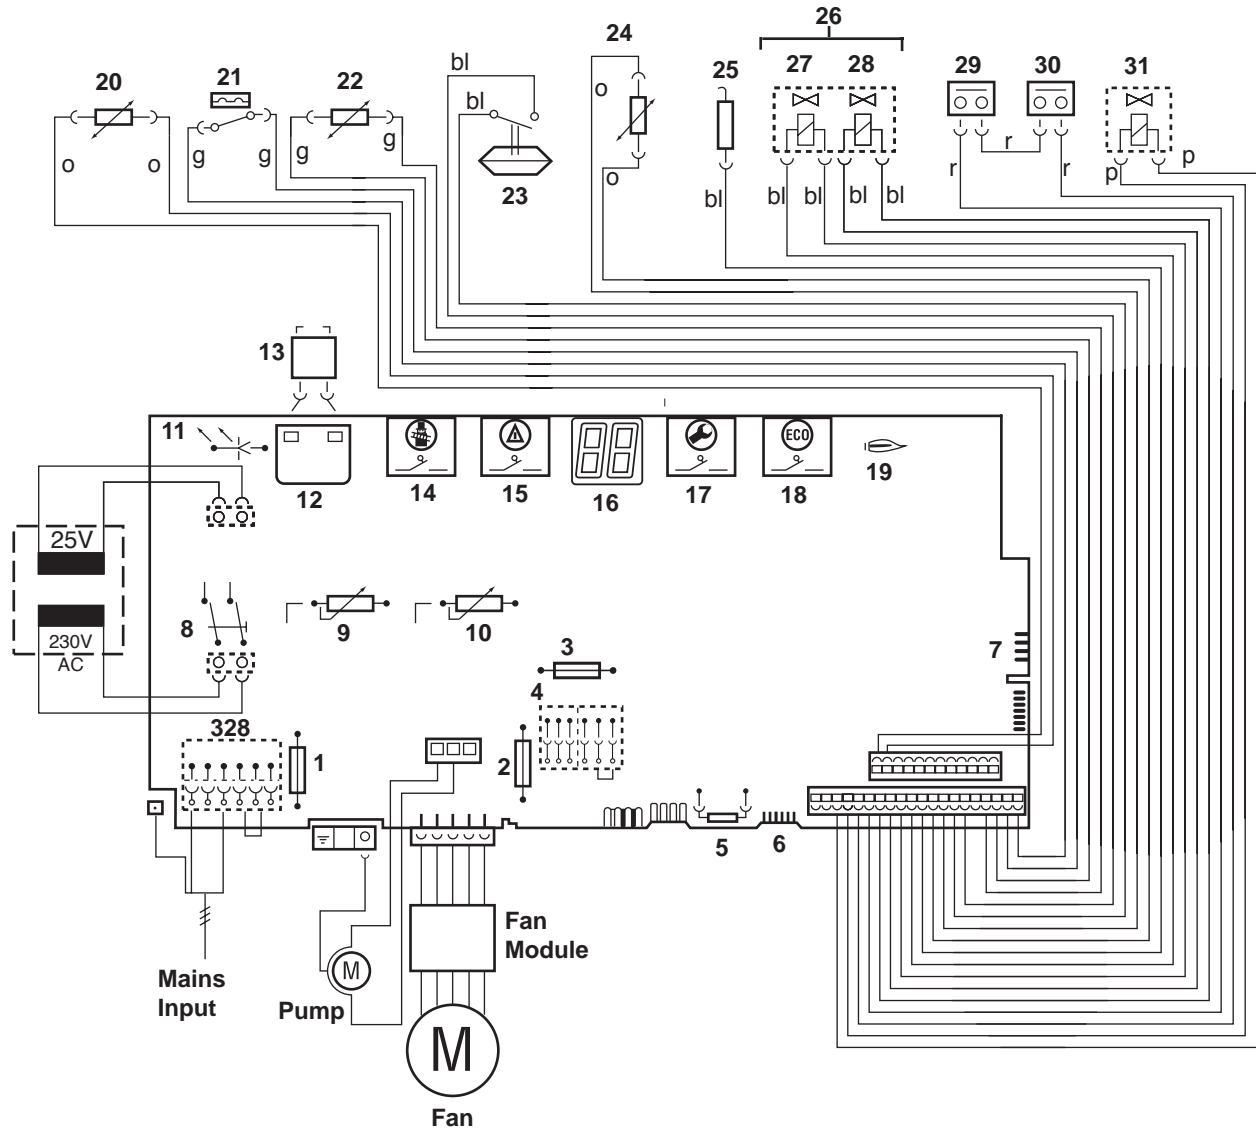 26
24
20
21
22
bl
25
27
28
29
30
31
bl
o
o
o
g
g
g
g
23
o
bl
bl
bl
bl
bl
r
r
r
p
p
13
11
12
14
15
16
17
ECO
18
19
25V
230V
AC
8
9
10
3
4
7
328
1
2
5
6
Mains
Input
Pump
M
Fan
Module
M
Fan